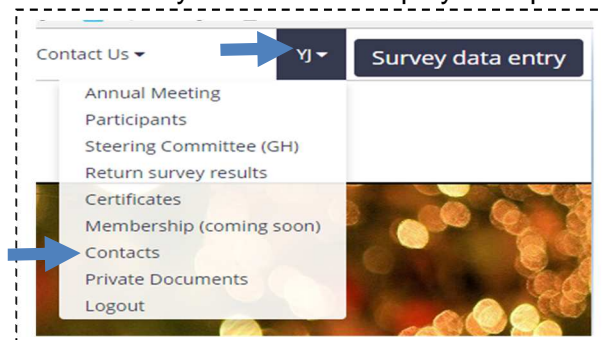 Contact Us
YJ
Survey data entry
Annual Meeting
Participants
Steering Committee (GH)
Return survey results
Certificates
Membership (coming soon)
Contacts
Private Documents
Logout